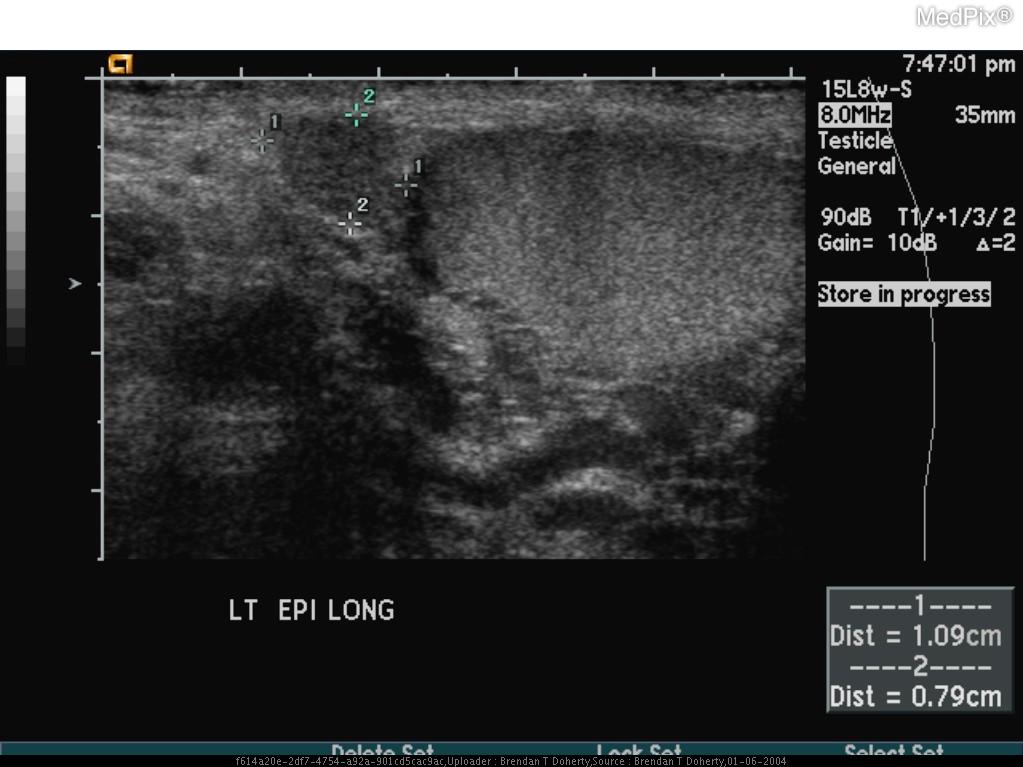 MedPix®
7:47:01 pm
15L8w-S
8.0MHz 35mm
Testicle
General
90dB T1/+1/3/2
Gain= 10dB Δ=2
Store in progress
2
1
1
2
LT EPI LONG
----1----
Dist = 1.09cm
----2----
Dist = 0.79cm
Delete Set Lock Set Select Set
f614a20e-2df7-4754-a92a-901cd5cac9ac,Uploader : Brendan T Doherty,Source : Brendan T Doherty,01-06-2004